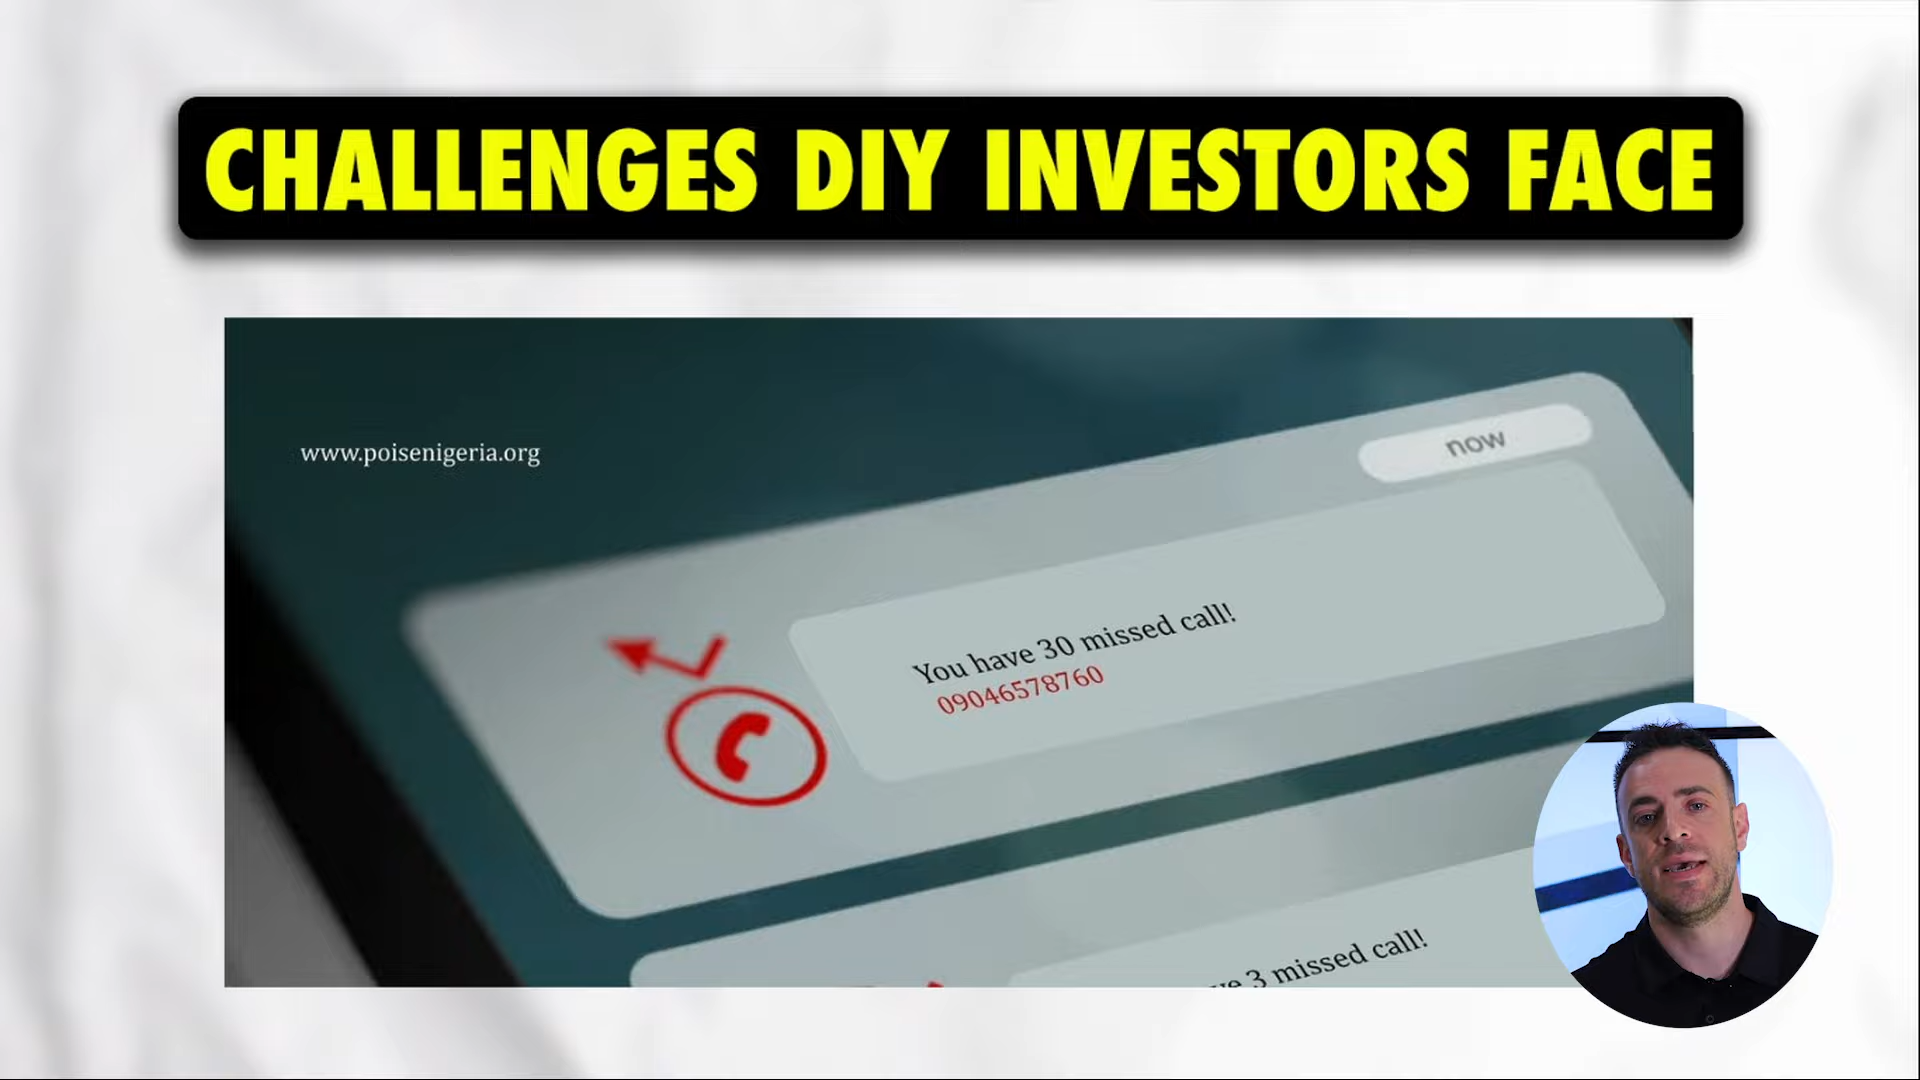 CHALLENGES DIY INVESTORS FACE
www.poisenigeria.org
now
You have 30 missed call!
09046578760
3 missed call!